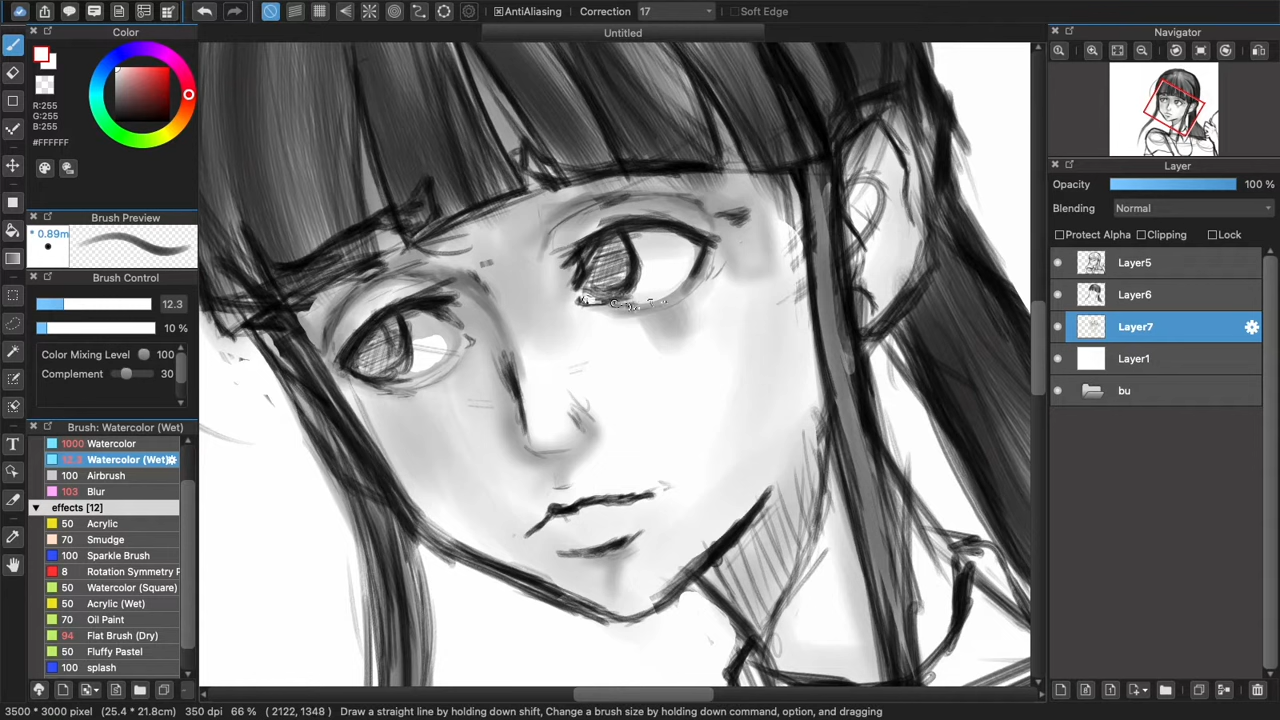 AntiAliasing Correction 17 Soft Edge
Untitled
Color
R:255
G:255
B:255
#FFFFFF
Brush Preview
* 0.89m
Brush Control
12.3
10 %
Color Mixing Level 100
Complement 30
Brush: Watercolor (Wet)
1000 Watercolor
12.3 Watercolor (Wet)
100 Airbrush
103 Blur
effects [12]
50 Acrylic
70 Smudge
100 Sparkle Brush
8 Rotation Symmetry P
50 Watercolor (Square)
50 Acrylic (Wet)
70 Oil Paint
94 Flat Brush (Dry)
50 Fluffy Pastel
100 splash
Navigator
Layer
Opacity 100 %
Blending Normal
Protect Alpha Clipping Lock
Layer5
Layer6
Layer7
Layer1
bu
3500 * 3000 pixel (25.4 * 21.8cm) 350 dpi 66 % ( 2122, 1348 ) Draw a straight line by holding down shift, Change a brush size by holding down command, option, and dragging